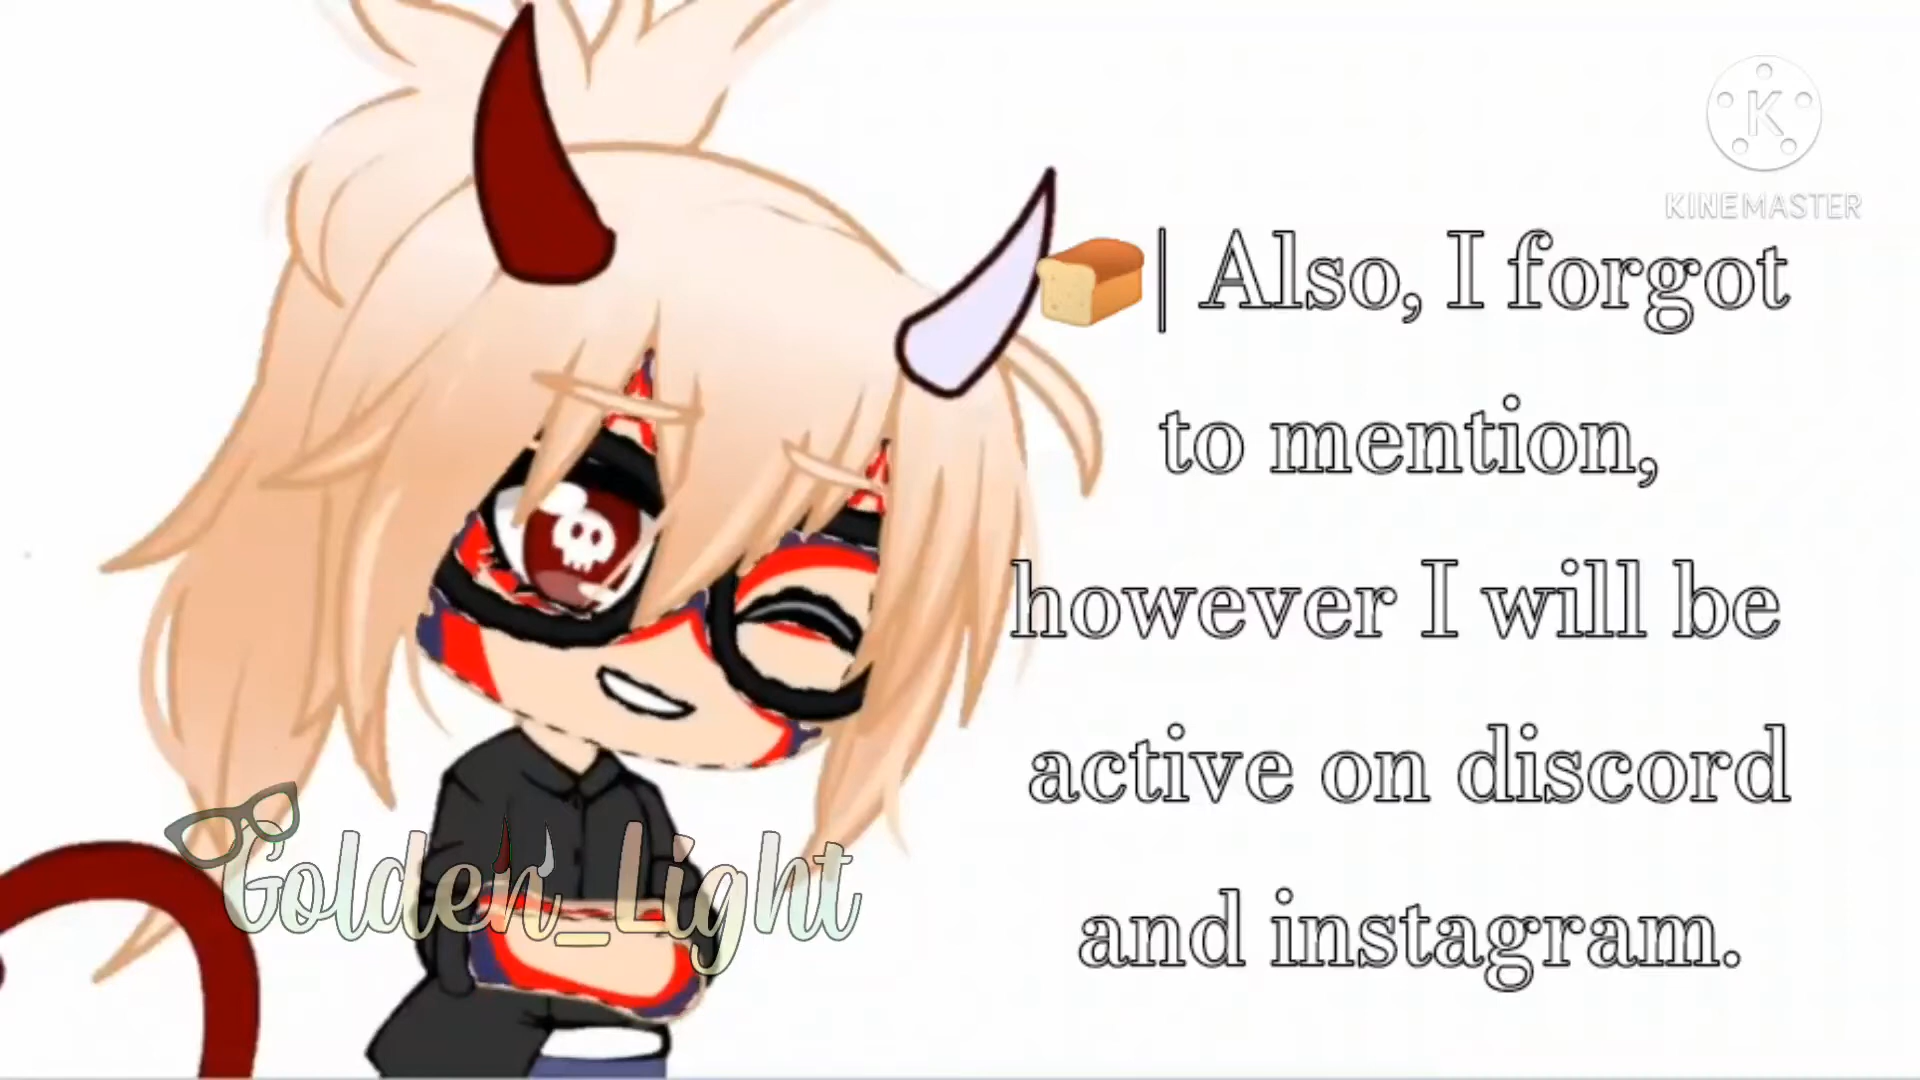 K
KINEMASTER
🍞| Also, I forgot
to mention,
however I will be
active on discord
and instagram.
Golden_Light